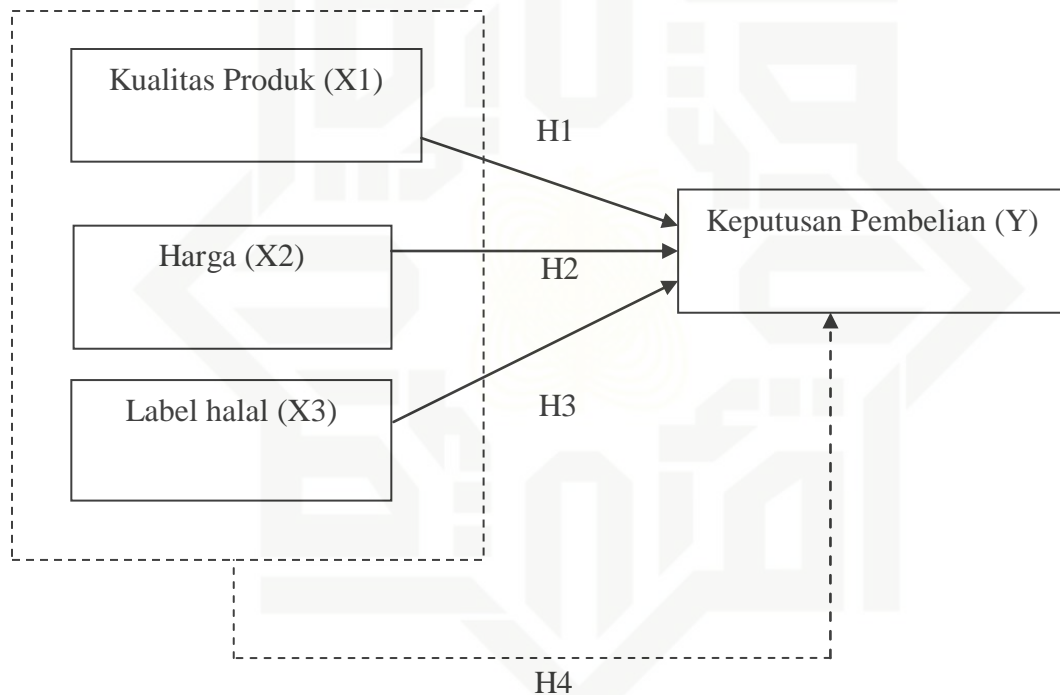 Kualitas Produk (X1)
H1
Keputusan Pembelian (Y)
Harga (X2)
H2
Label halal (X3)
H3
H4